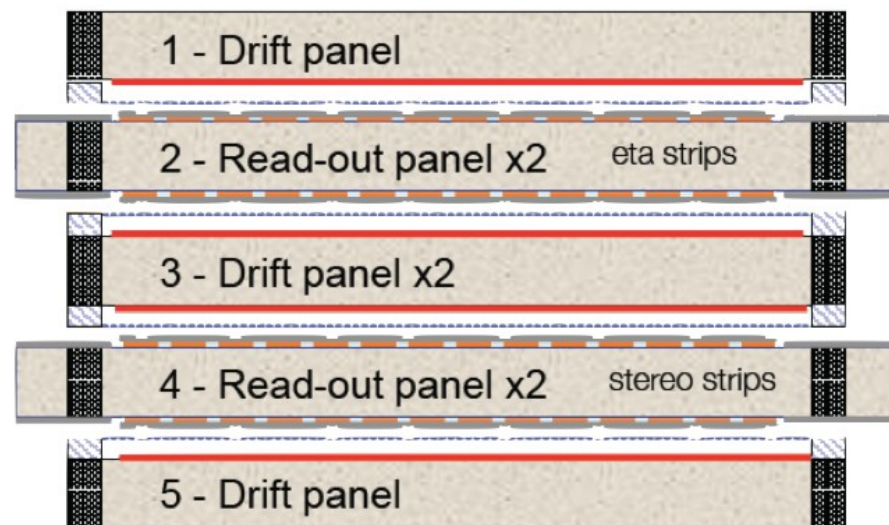 1 - Drift panel
2 - Read-out panel x2 eta strips
3 - Drift panel x2
4 - Read-out panel x2 stereo strips
5 - Drift panel